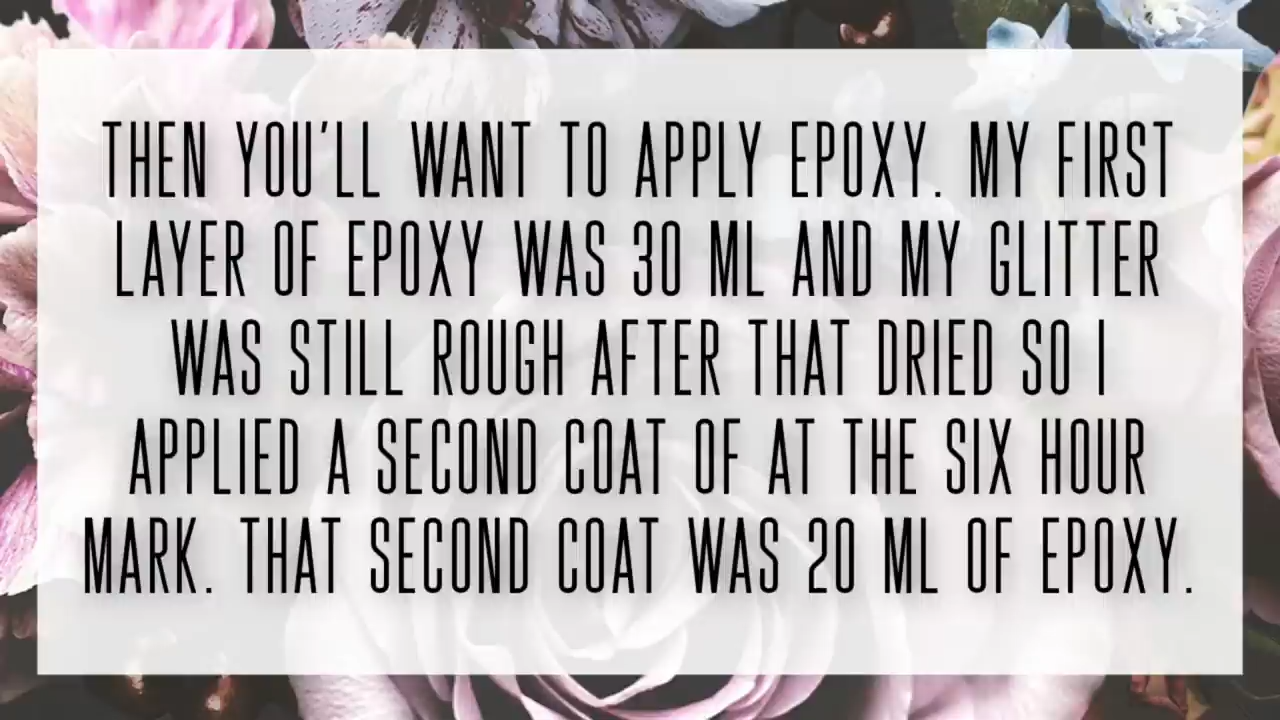 THEN YOU'LL WANT TO APPLY EPOXY. MY FIRST
LAYER OF EPOXY WAS 30 ML AND MY GLITTER
WAS STILL ROUGH AFTER THAT DRIED SO I
APPLIED A SECOND COAT OF AT THE SIX HOUR
MARK. THAT SECOND COAT WAS 20 ML OF EPOXY.